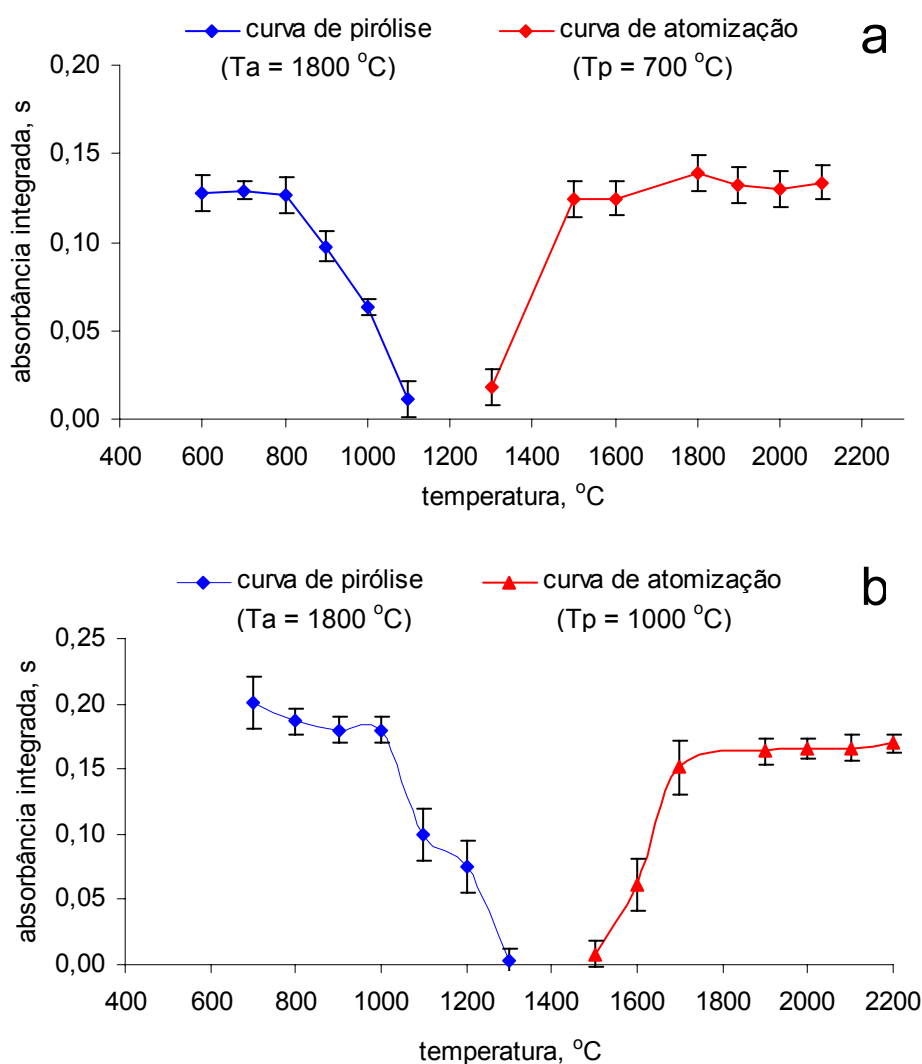 curva de pirólise curva de atomização a
(Ta = 1800 °C) (Tp = 700 °C)
0,20
0,15
0,10
0,05
0,00
absorbância integrada, s
400 600 800 1000 1200 1400 1600 1800 2000 2200
temperatura, °C
curva de pirólise curva de atomização b
(Ta = 1800 °C) (Tp = 1000 °C)
0,25
0,20
0,15
0,10
0,05
0,00
absorbância integrada, s
400 600 800 1000 1200 1400 1600 1800 2000 2200
temperatura, °C